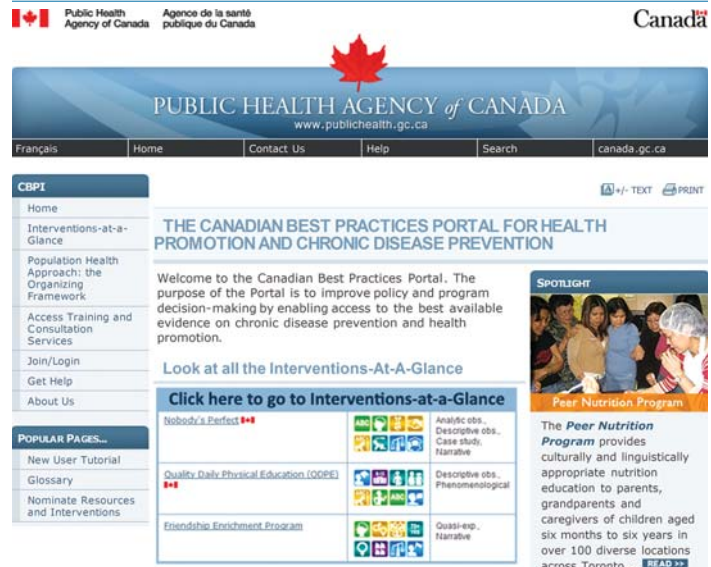 Public Health
Agency of Canada
Agence de la santé
publique du Canada
Canada
PUBLIC HEALTH AGENCY of CANADA
www.publichealth.gc.ca
Français
Home
Contact Us
Help
Search
canada.gc.ca
CBPI
Home
Interventions-at-a-
Glance
Population Health
Approach: the
Organizing
Framework
Access Training and
Consultation
Services
Join/Login
Get Help
About Us
POPULAR PAGES...
New User Tutorial
Glossary
Nominate Resources
and Interventions
A +/- TEXT
PRINT
THE CANADIAN BEST PRACTICES PORTAL FOR HEALTH
PROMOTION AND CHRONIC DISEASE PREVENTION
Welcome to the Canadian Best Practices Portal. The
purpose of the Portal is to improve policy and program
decision-making by enabling access to the best available
evidence on chronic disease prevention and health
promotion.
Look at all the Interventions-At-A-Glance
Click here to go to Interventions-at-a-Glance
Nobody's Perfect
ABC
Analytic obs.,
Descriptive obs.,
Case study,
Narrative
Quality Daily Physical Education (QDPE)
ABC
Descriptive obs.,
Phenomenological
Friendship Enrichment Program
Quasi-exp.,
Narrative
SPOTLIGHT
Peer Nutrition Program
The Peer Nutrition
Program provides
culturally and linguistically
appropriate nutrition
education to parents,
grandparents and
caregivers of children aged
six months to six years in
over 100 diverse locations
across Toronto.
READ >>